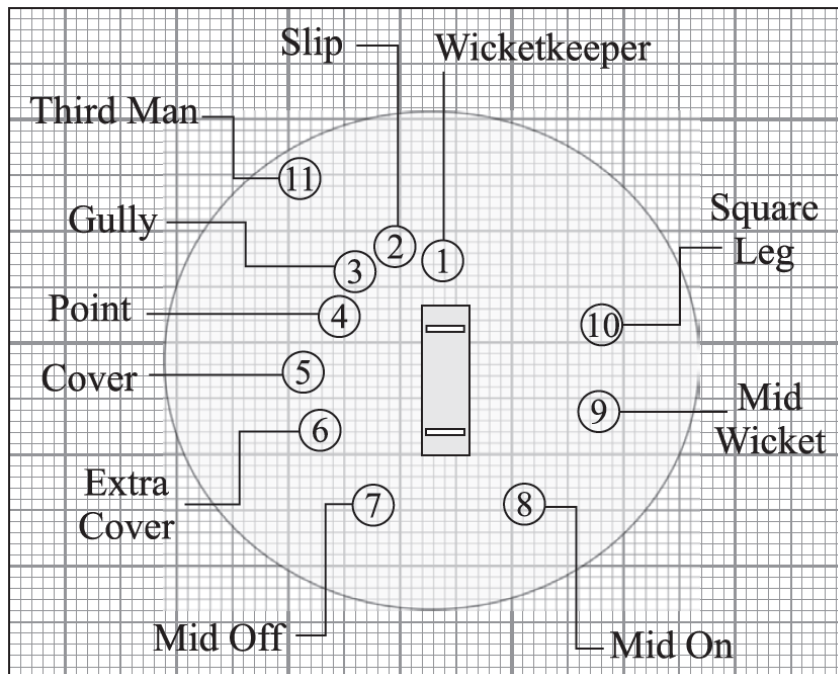 Slip
Wicketkeeper
Third Man
11
Gully
2
1
Square
Leg
3
Point
4
10
Cover
5
9
Mid
Wicket
6
Extra
Cover
7
8
Mid Off
Mid On